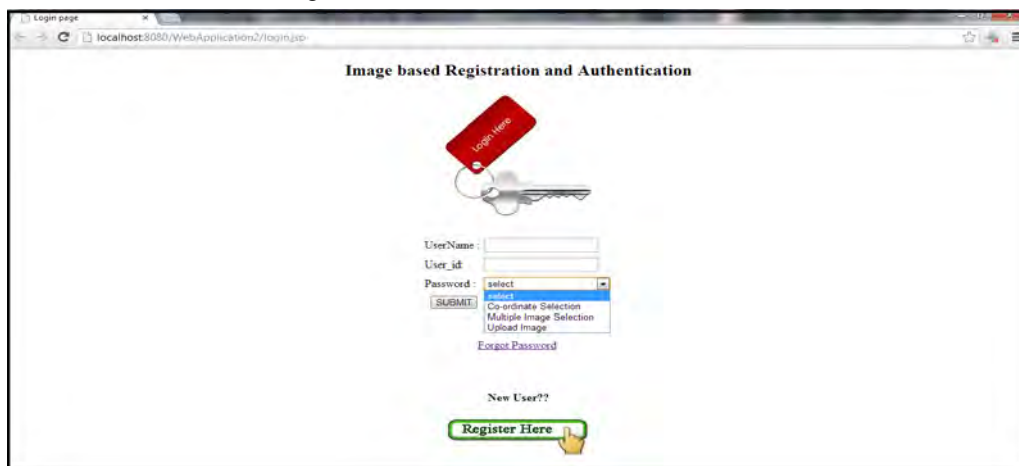 Login page
localhost:8080/WebApplication2/login.jsp
Image based Registration and Authentication
Login Here
UserName :
User_id:
Password : select
select
SUBMIT Co-ordinate Selection
Multiple Image Selection
Upload Image
Forgot Password
New User??
Register Here